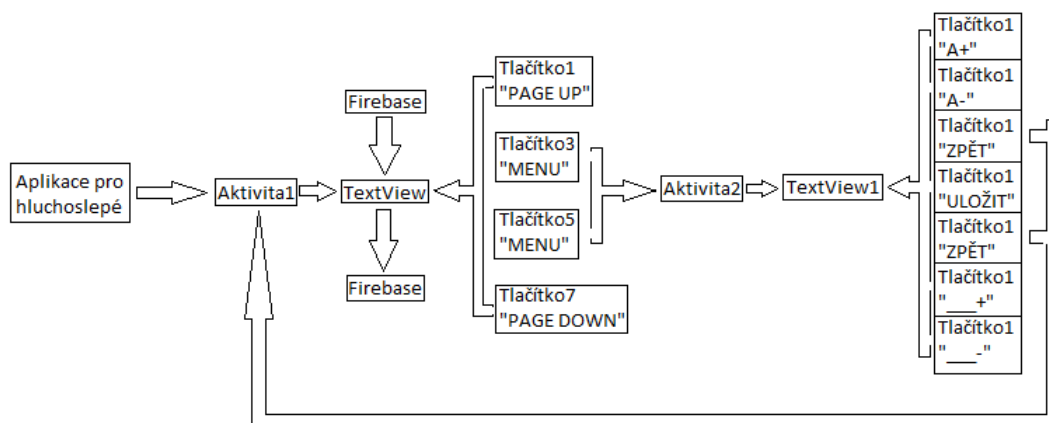 Aplikace pro
hluchoslepé
Aktivita1
Firebase
TextView
Firebase
Tlačítko1
"PAGE UP"
Tlačítko3
"MENU"
Tlačítko5
"MENU"
Tlačítko7
"PAGE DOWN"
Aktivita2
TextView1
Tlačítko1
"A+"
Tlačítko1
"A-"
Tlačítko1
"ZPĚT"
Tlačítko1
"ULOŽIT"
Tlačítko1
"ZPĚT"
Tlačítko1
"___+"
Tlačítko1
"___-"